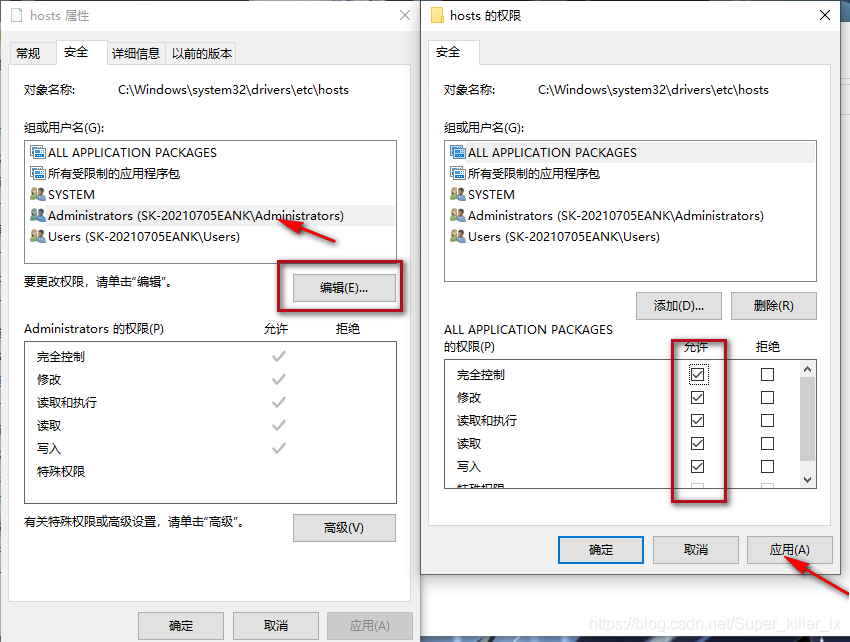 hosts 属性
常规
安全
详细信息
以前的版本
对象名称:
C:\Windows\system32\drivers\etc\hosts
组或用户名(G):
ALL APPLICATION PACKAGES
所有受限制的应用程序包
SYSTEM
Administrators (SK-20210705EANK\Administrators)
Users (SK-20210705EANK\Users)
要更改权限，请单击“编辑”。
编辑(E)...
Administrators 的权限(P)
允许
拒绝
完全控制
修改
读取和执行
读取
写入
特殊权限
有关特殊权限或高级设置，请单击“高级”。
高级(V)
确定
取消
应用(A)
hosts 的权限
安全
对象名称:
C:\Windows\system32\drivers\etc\hosts
组或用户名(G):
ALL APPLICATION PACKAGES
所有受限制的应用程序包
SYSTEM
Administrators (SK-20210705EANK\Administrators)
Users (SK-20210705EANK\Users)
添加(D)...
删除(R)
ALL APPLICATION PACKAGES
的权限(P)
允许
拒绝
完全控制
修改
读取和执行
读取
写入
特殊权限
确定
取消
应用(A)
https://blog.csdn.net/Super_killer_lx